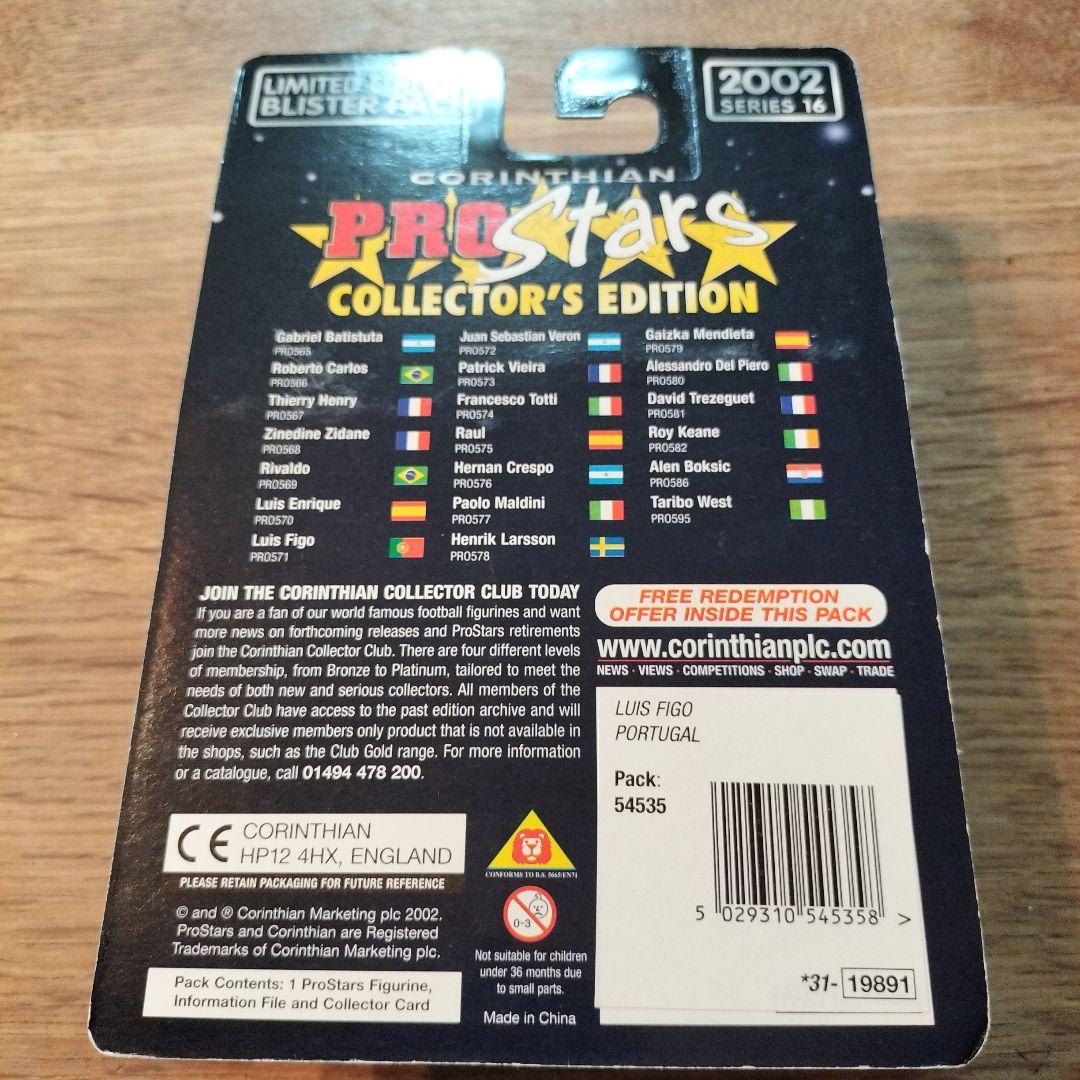 LIMITED
BLISTER PAC
2002
SERIES 16
CORINTHIAN
PROStars
COLLECTOR'S EDITION
Gabriel Batistuta
PRO565
Roberto Carlos
PRO566
Thierry Henry
PRO567
Zinedine Zidane
PRO568
Rivaldo
PRO569
Luis Enrique
PRO570
Luis Figo
PRO571
Juan Sebastian Veron
PRO572
Patrick Vieira
PRO573
Francesco Totti
PRO574
Raul
PRO575
Hernan Crespo
PRO576
Paolo Maldini
PRO577
Henrik Larsson
PRO578
Gaizka Mendieta
PRO579
Alessandro Del Piero
PRO580
David Trezeguet
PRO581
Roy Keane
PRO582
Alen Boksic
PRO586
Taribo West
PRO595
JOIN THE CORINTHIAN COLLECTOR CLUB TODAY
If you are a fan of our world famous football figurines and want
more news on forthcoming releases and ProStars retirements
join the Corinthian Collector Club. There are four different levels
of membership, from Bronze to Platinum, tailored to meet the
needs of both new and serious collectors. All members of the
Collector Club have access to the past edition archive and will
receive exclusive members only product that is not available in
the shops, such as the Club Gold range. For more information
or a catalogue, call 01494 478 200.
FREE REDEMPTION
OFFER INSIDE THIS PACK
www.corinthianplc.com
NEWS · VIEWS · COMPETITIONS · SHOP · SWAP · TRADE
LUIS FIGO
PORTUGAL
Pack:
54535
5 029310 545358 >
*31- 19891
CE CORINTHIAN
HP12 4HX, ENGLAND
PLEASE RETAIN PACKAGING FOR FUTURE REFERENCE
© and ® Corinthian Marketing plc 2002.
ProStars and Corinthian are Registered
Trademarks of Corinthian Marketing plc.
Pack Contents: 1 ProStars Figurine,
Information File and Collector Card
CONFORMS TO B.S. 5665/EN71
0-3
Not suitable for children
under 36 months due
to small parts.
Made in China